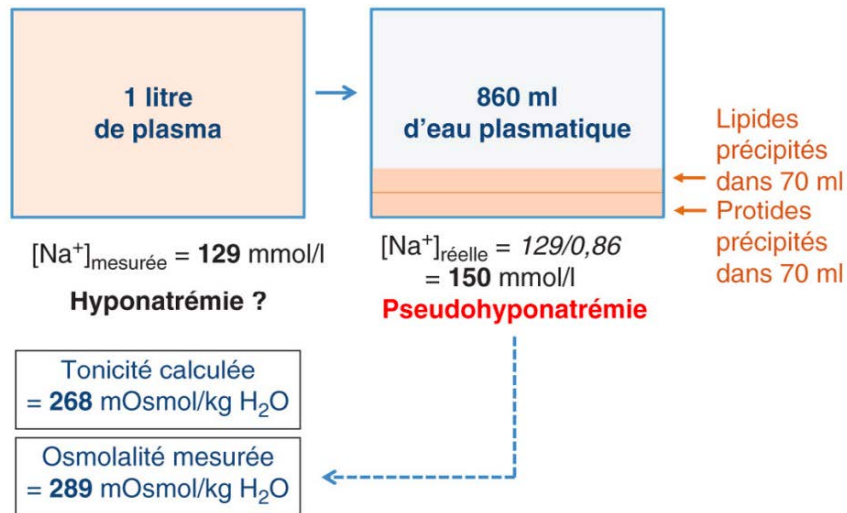 1 litre
de plasma
860 ml
d'eau plasmatique
Lipides
précipités
dans 70 ml
Protides
précipités
dans 70 ml
[Na⁺]mesurée = 129 mmol/l
Hyponatrémie ?
[Na⁺]réelle = 129/0,86
= 150 mmol/l
Pseudohyponatrémie
Tonicité calculée
= 268 mOsmol/kg H₂O
Osmolalité mesurée
= 289 mOsmol/kg H₂O